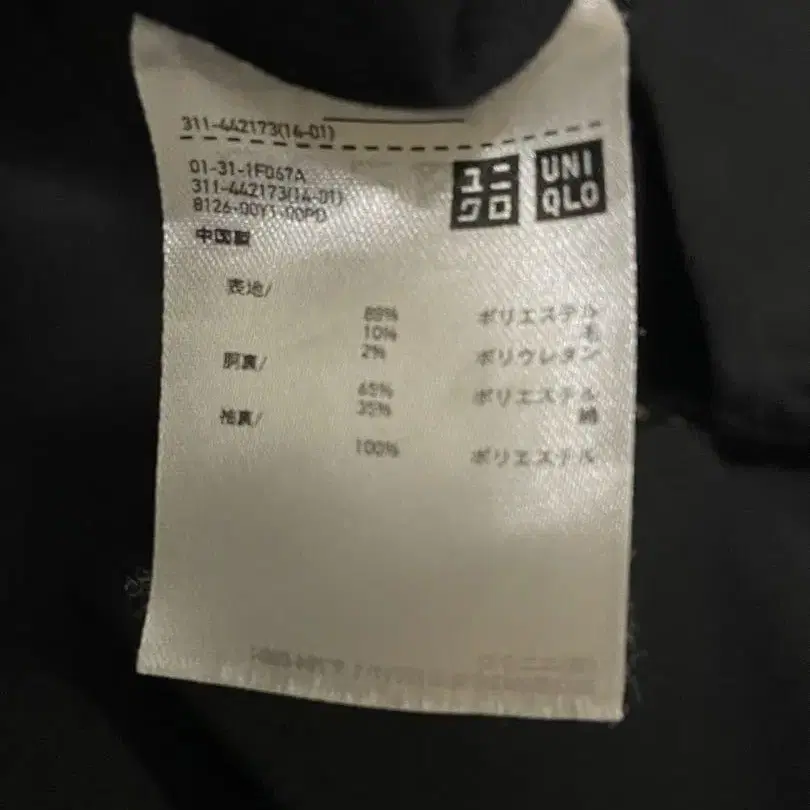 311-442173(14-01)
ユニ
クロ
UNI
QLO
01-31-1F067A
311-442173(14-01)
8126-00Y1-00PD
中国製
表地/
88% ポリエステル
10% 毛
2% ポリウレタン
胴裏/
65% ポリエステル
35% 綿
袖裏/
100% ポリエステル